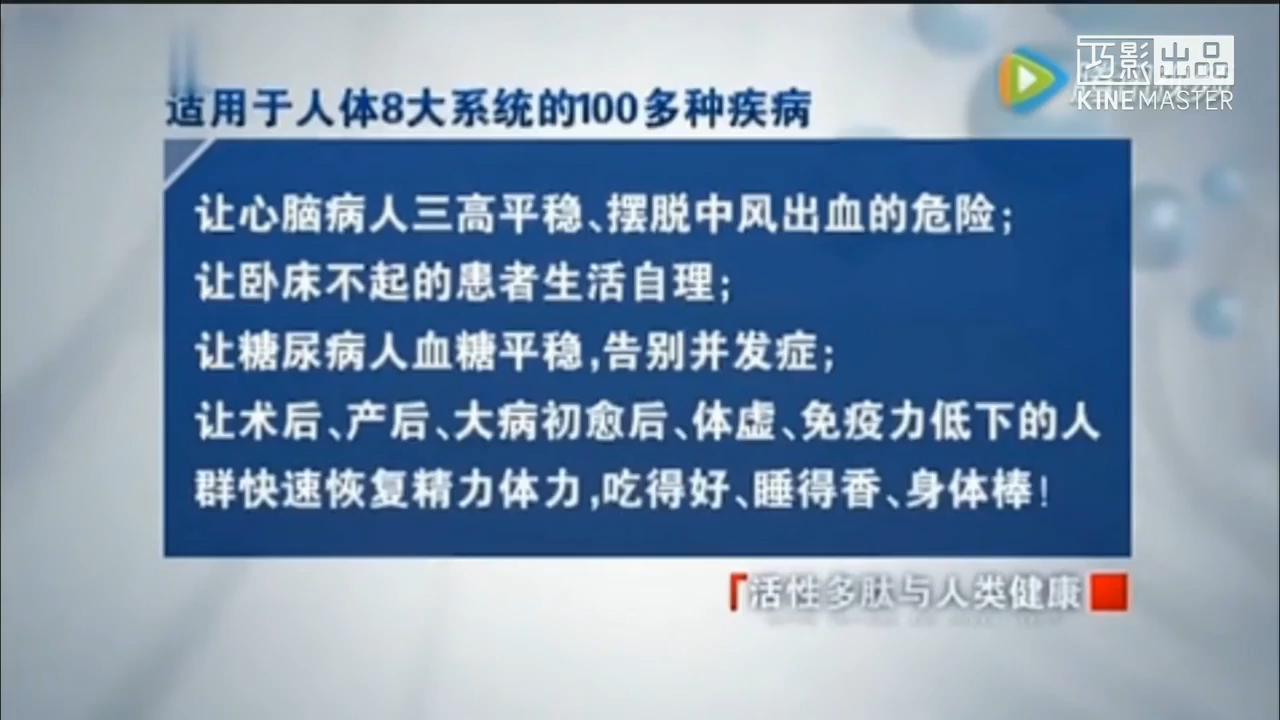 巧影出品
KINEMASTER
适用于人体8大系统的100多种疾病
让心脑病人三高平稳、摆脱中风出血的危险；
让卧床不起的患者生活自理；
让糖尿病人血糖平稳，告别并发症；
让术后、产后、大病初愈后、体虚、免疫力低下的人
群快速恢复精力体力，吃得好、睡得香、身体棒！
活性多肽与人类健康